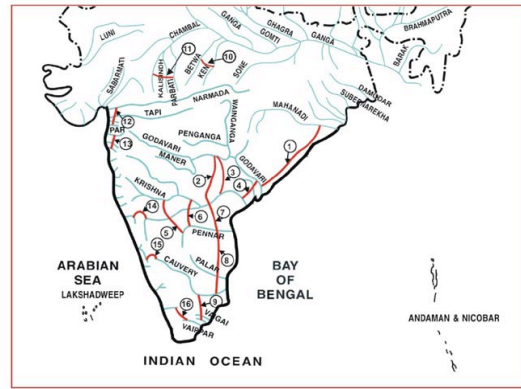 LUNI
CHAMBAL
GANGA
GHAGRA
GOMTI
GANGA
BRAHMAPUTRA
BARAK
SABARMATI
11
10
KALISINDH
PARBATI
BETWA
KEN
SONE
DAMODAR
SUBERNAREKHA
12
TAPI
NARMADA
WAINGANGA
MAHANADI
PAR
13
GODAVARI
PENGANGA
MANER
GODAVARI
1
2
3
4
KRISHNA
14
6
7
5
PENNAR
15
8
CAUVERY
PALAR
ARABIAN
SEA
LAKSHADWEEP
BAY
OF
BENGAL
16
9
VAIGAI
VAIPPAR
ANDAMAN & NICOBAR
INDIAN OCEAN